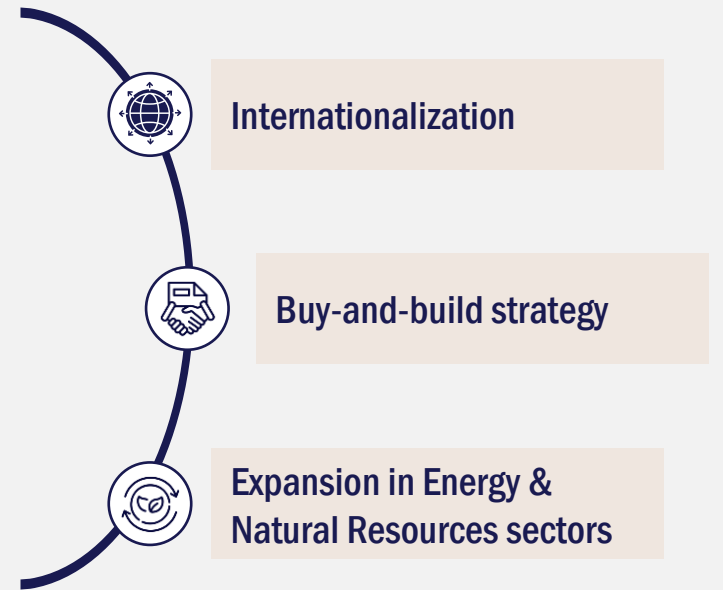 Internationalization
Buy-and-build strategy
Expansion in Energy &
Natural Resources sectors